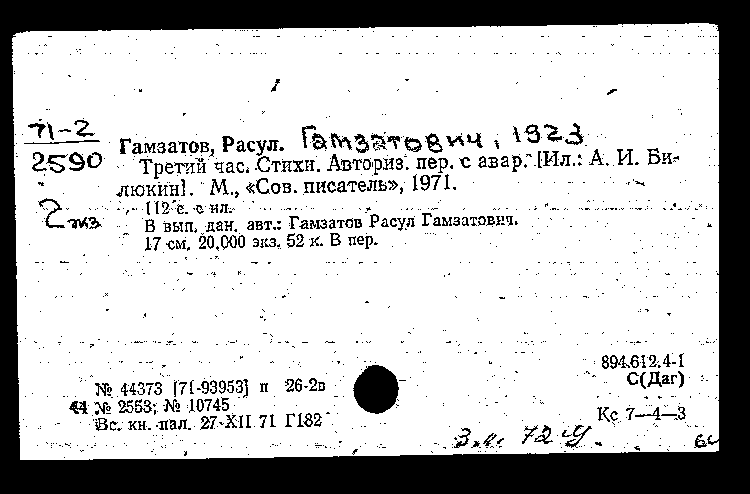 71-2
2590
2 экз
Гамзатов, Расул. Гамзатович, 1923
Третий час. Стихи. Авториз. пер. с авар. [Ил.: А. И. Би-
люкин]. М., «Сов. писатель», 1971.
112 с. с ил.
В вып. дан. авт.: Гамзатов Расул Гамзатович.
17 см. 20.000 экз. 52 к. В пер.
894.612.4-1
С(Даг)
№ 44373 [71-93953] п 26-2в
44 № 2553; № 10745
Вс. кн. пал. 27-XII 71 Г182
Кс 7—4—3
72